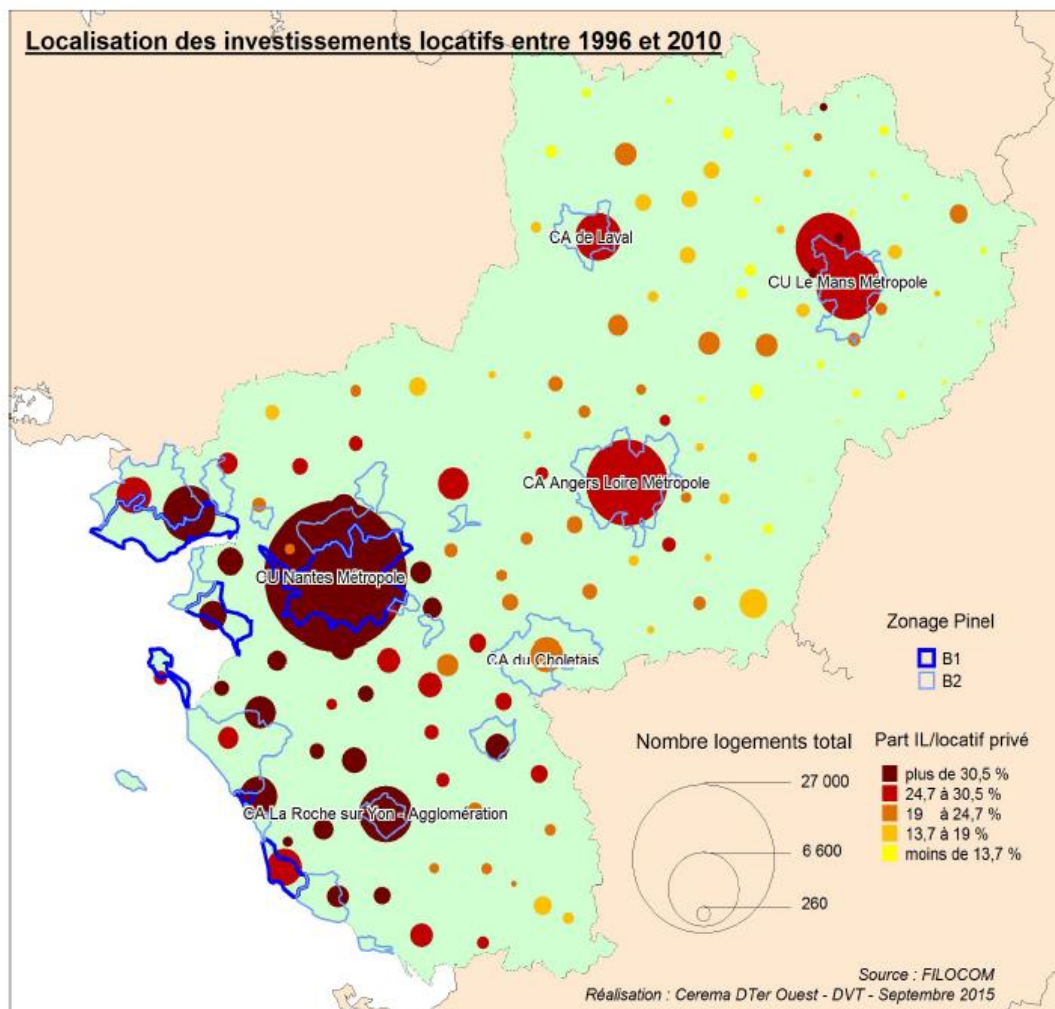 Localisation des investissements locatifs entre 1996 et 2010
CA de Laval
CU Le Mans Métropole
CA Angers Loire Métropole
CU Nantes Métropole
CA du Choletais
CA La Roche sur Yon - Agglomération
Zonage Pinel
B1
B2
Nombre logements total
27 000
6 600
260
Part IL/locatif privé
plus de 30,5 %
24,7 à 30,5 %
19 à 24,7 %
13,7 à 19 %
moins de 13,7 %
Source : FILOCOM
Réalisation : Cerema DTer Ouest - DVT - Septembre 2015